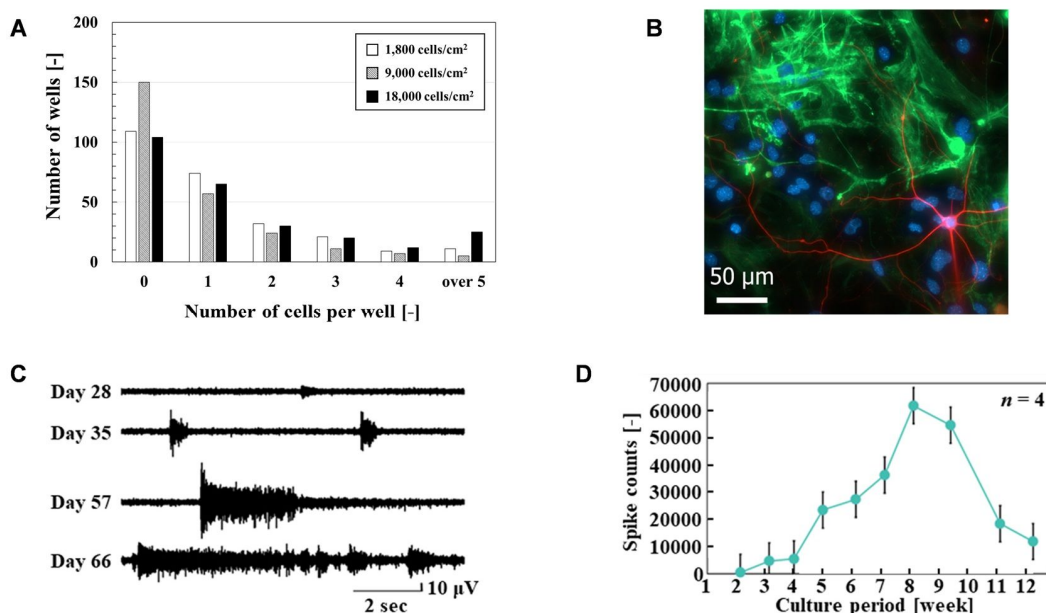 A
Number of wells [-]
200
150
100
50
0
1,800 cells/cm²
9,000 cells/cm²
18,000 cells/cm²
0 1 2 3 4 over 5
Number of cells per well [-]
B
50 µm
C
Day 28
Day 35
Day 57
Day 66
10 µV
2 sec
D
Spike counts [-]
70000
60000
50000
40000
30000
20000
10000
0
n = 4
1 2 3 4 5 6 7 8 9 10 11 12
Culture period [week]